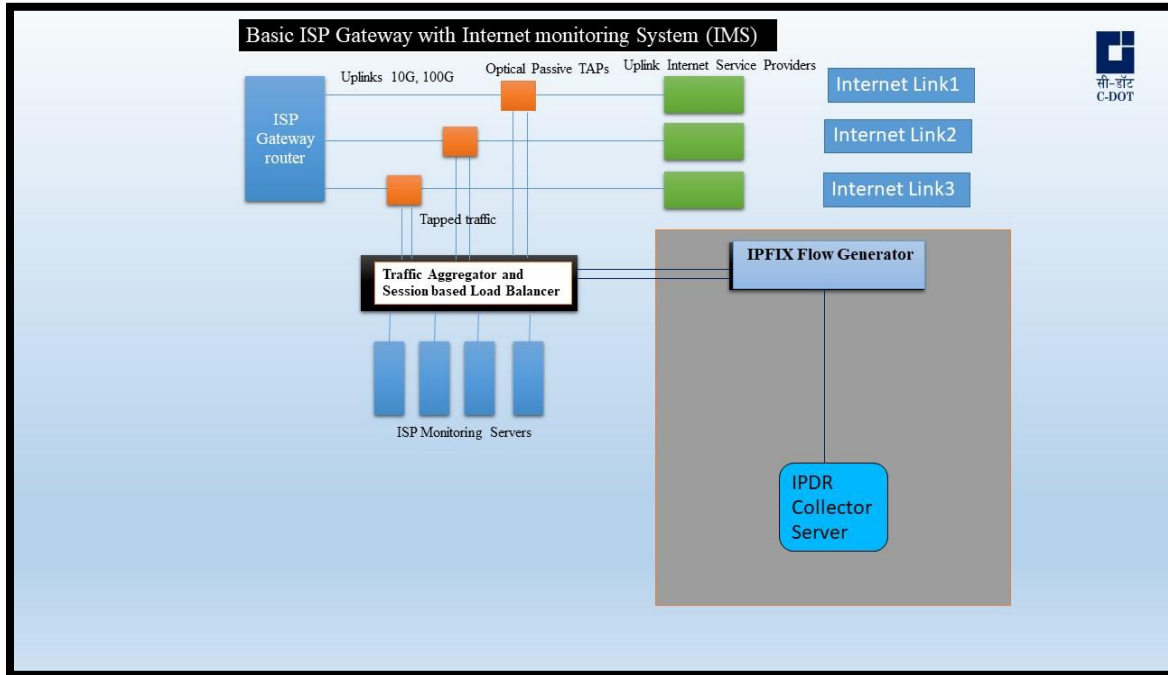 Basic ISP Gateway with Internet monitoring System (IMS)
सी-डॉट
C-DOT
Uplinks 10G, 100G
Optical Passive TAPs
Uplink Internet Service Providers
Internet Link1
ISP
Gateway
router
Internet Link2
Internet Link3
Tapped traffic
Traffic Aggregator and
Session based Load Balancer
IPFIX Flow Generator
ISP Monitoring Servers
IPDR
Collector
Server